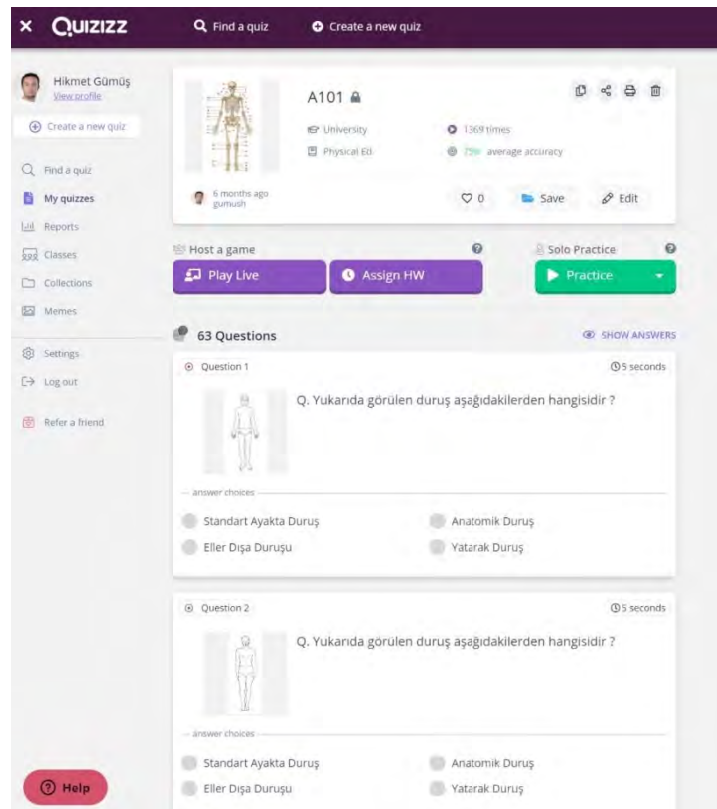 × QUIZIZZ Find a quiz Create a new quiz
Hikmet Gümüş
View profile
Create a new quiz
Find a quiz
My quizzes
Reports
Classes
Collections
Memes
Settings
Log out
Refer a friend
Help
A101
University
1369 times
Physical Ed.
average accuracy
6 months ago
gumush
0 Save Edit
Host a game
Solo Practice
Play Live
Assign HW
Practice
63 Questions
SHOW ANSWERS
Question 1
5 seconds
Q. Yukarıda görülen duruş aşağıdakilerden hangisidir ?
answer choices
Standart Ayakta Duruş
Anatomik Duruş
Eller Dışa Duruşu
Yatarak Duruş
Question 2
5 seconds
Q. Yukarıda görülen duruş aşağıdakilerden hangisidir ?
answer choices
Standart Ayakta Duruş
Anatomik Duruş
Eller Dışa Duruşu
Yatarak Duruş